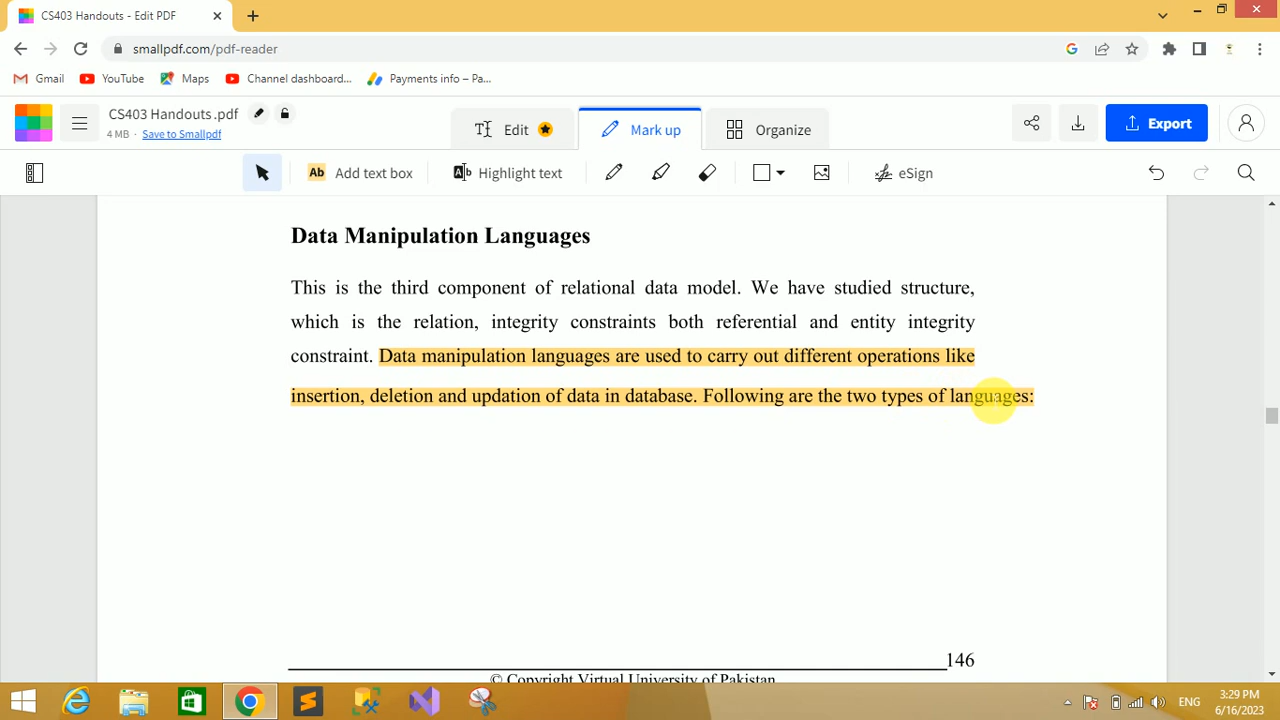 CS403 Handouts - Edit PDF
smallpdf.com/pdf-reader
Gmail YouTube Maps Channel dashboard... Payments info – Pa...
CS403 Handouts .pdf
4 MB Save to Smallpdf
Edit Mark up Organize
Export
Ab Add text box Highlight text eSign
Data Manipulation Languages
This is the third component of relational data model. We have studied structure,
which is the relation, integrity constraints both referential and entity integrity
constraint. Data manipulation languages are used to carry out different operations like
insertion, deletion and updation of data in database. Following are the two types of languages:
146
© Copyright Virtual University of Pakistan
ENG
3:29 PM
6/16/2023